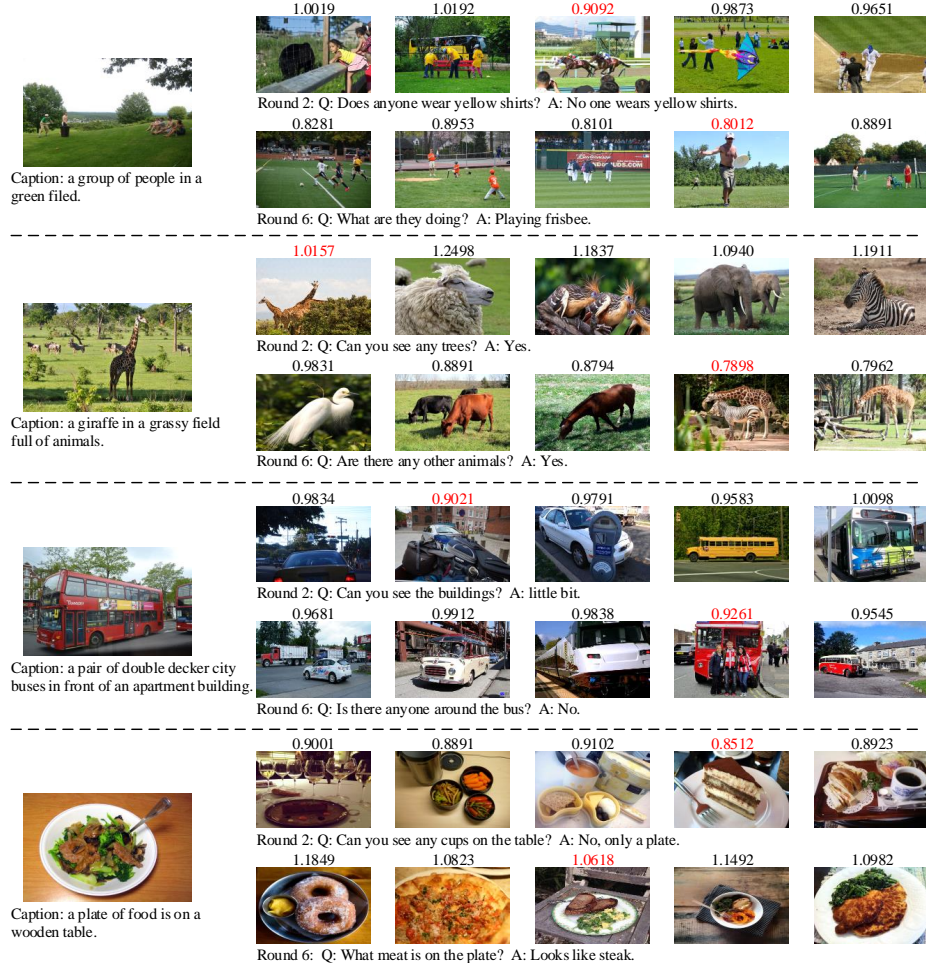 1.0019 1.0192 0.9092 0.9873 0.9651
Round 2: Q: Does anyone wear yellow shirts? A: No one wears yellow shirts.
0.8281 0.8953 0.8101 0.8012 0.8891
Caption: a group of people in a
green filed.
Round 6: Q: What are they doing? A: Playing frisbee.
1.0157 1.2498 1.1837 1.0940 1.1911
Round 2: Q: Can you see any trees? A: Yes.
0.9831 0.8891 0.8794 0.7898 0.7962
Caption: a giraffe in a grassy field
full of animals.
Round 6: Q: Are there any other animals? A: Yes.
0.9834 0.9021 0.9791 0.9583 1.0098
Round 2: Q: Can you see the buildings? A: little bit.
0.9681 0.9912 0.9838 0.9261 0.9545
Caption: a pair of double decker city
buses in front of an apartment building.
Round 6: Q: Is there anyone around the bus? A: No.
0.9001 0.8891 0.9102 0.8512 0.8923
Round 2: Q: Can you see any cups on the table? A: No, only a plate.
1.1849 1.0823 1.0618 1.1492 1.0982
Caption: a plate of food is on a
wooden table.
Round 6: Q: What meat is on the plate? A: Looks like steak.